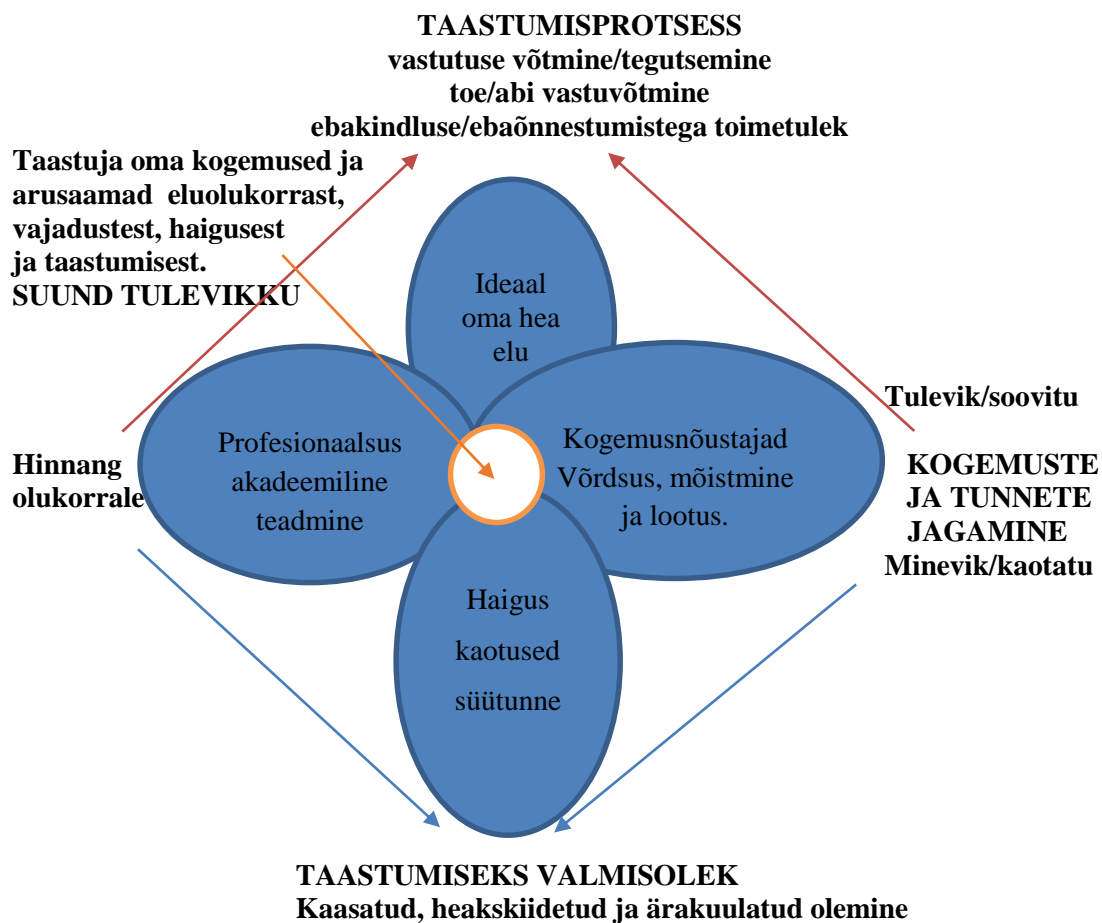 TAASTUMISPROTSESS
vastutuse võtmine/tegutsemine
toe/abi vastuvõtmine
ebakindluse/ebaõnnestumistega toimetulek
Taastuja oma kogemused ja
arusaamad eluolukorrast,
vajadustest, haigusest
ja taastumisest.
SUUND TULEVIKKU
Ideaal
oma hea
elu
Profesionaalsus
akadeemiline
teadmine
Kogemusnõustajad
Võrdsus, mõistmine
ja lootus.
Hinnang
olukorrale
Tulevik/soovitu
KOGEMUSTE
JA TUNNETE
JAGAMINE
Minevik/kaotatu
Haigus
kaotused
süütunne
TAASTUMISEKS VALMISOLEK
Kaasatud, heakskiidetud ja ärakuulatud olemine